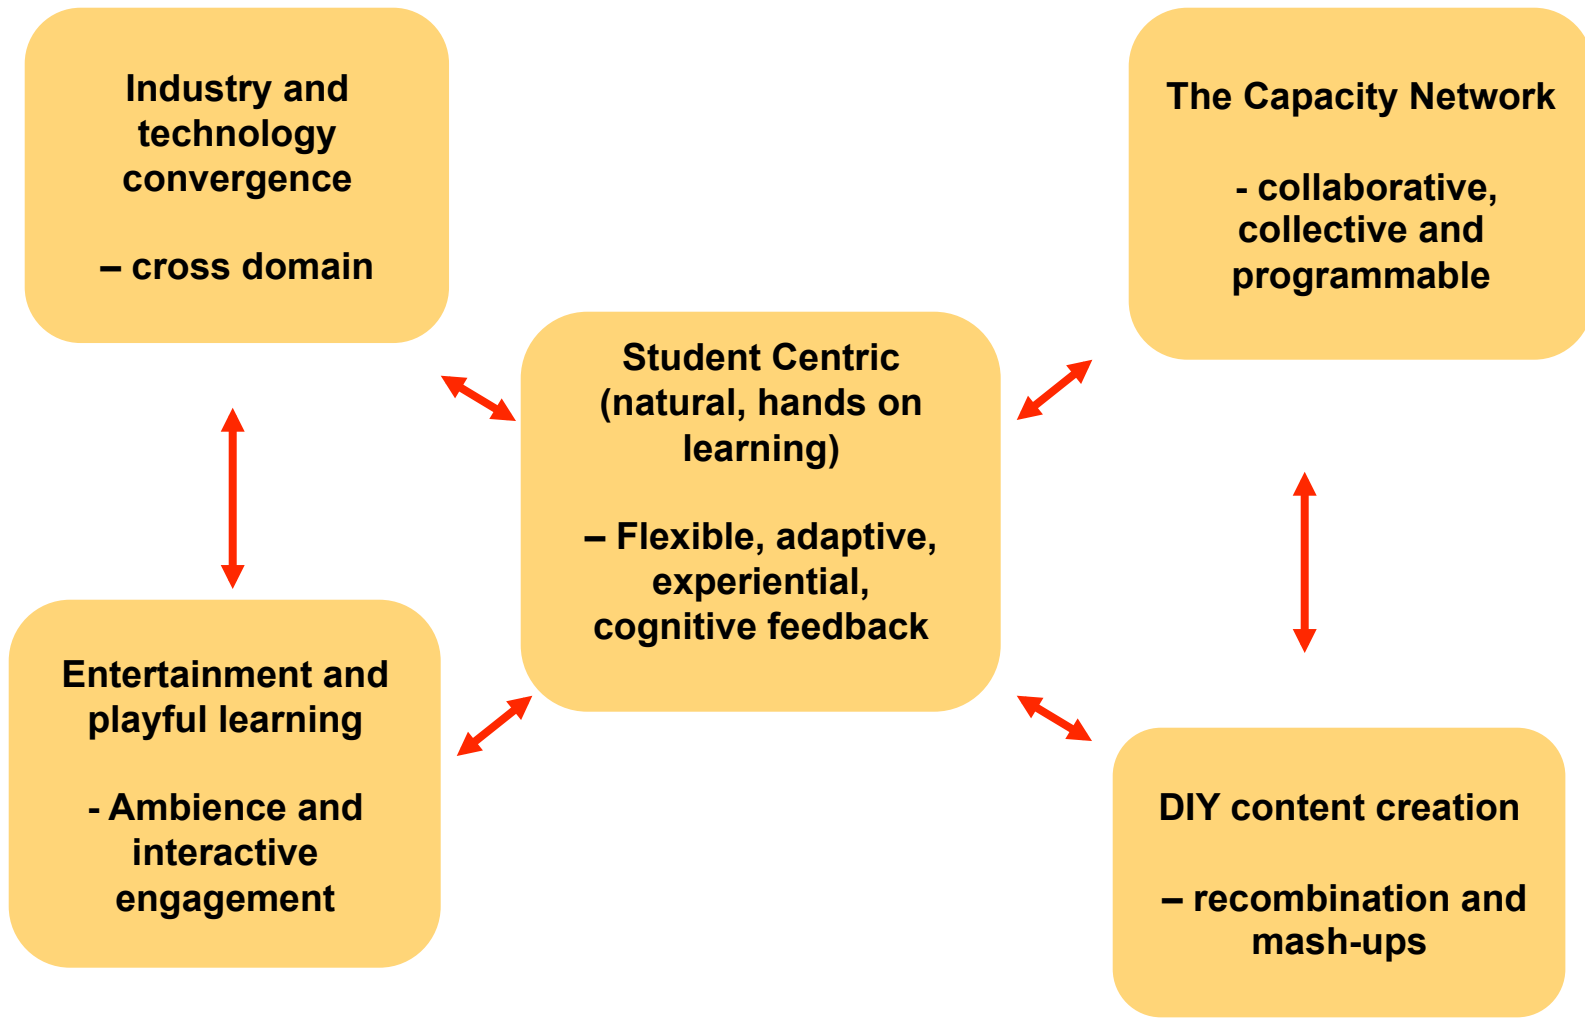 Industry and
technology
convergence
– cross domain
The Capacity Network
- collaborative,
collective and
programmable
Student Centric
(natural, hands on
learning)
– Flexible, adaptive,
experiential,
cognitive feedback
Entertainment and
playful learning
- Ambience and
interactive
engagement
DIY content creation
– recombination and
mash-ups